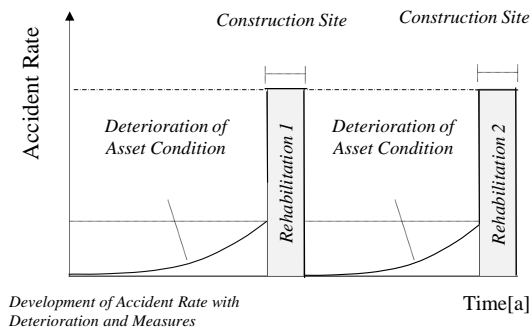 Construction Site
Construction Site
Accident Rate
Deterioration of
Asset Condition
Rehabilitation 1
Deterioration of
Asset Condition
Rehabilitation 2
Development of Accident Rate with
Deterioration and Measures
Time[a]